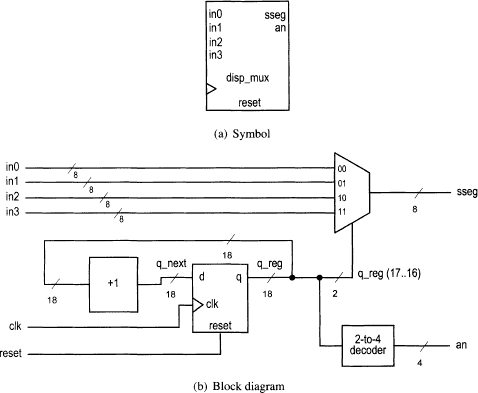 in0 sseg
in1 an
in2
in3
disp_mux
reset
(a) Symbol
in0 8 00
in1 8 01
in2 8 10 8 sseg
in3 8 11
18
q_next q_reg q_reg (17..16)
18 +1 18 d q 18 2
clk
clk
reset
reset
2-to-4
decoder
4 an
(b) Block diagram